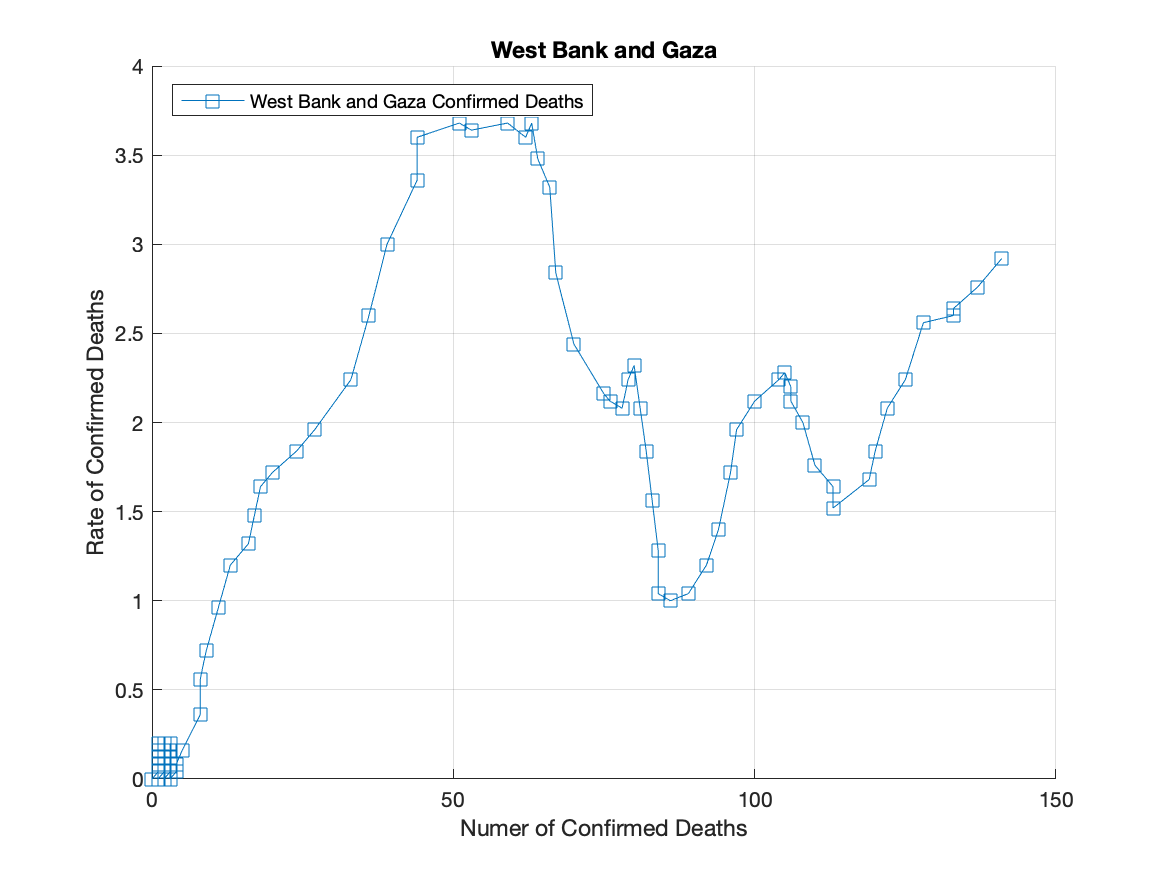 West Bank and Gaza
4
West Bank and Gaza Confirmed Deaths
3.5
3
2.5
2
1.5
1
0.5
0
Rate of Confirmed Deaths
0 50 100 150
Numer of Confirmed Deaths